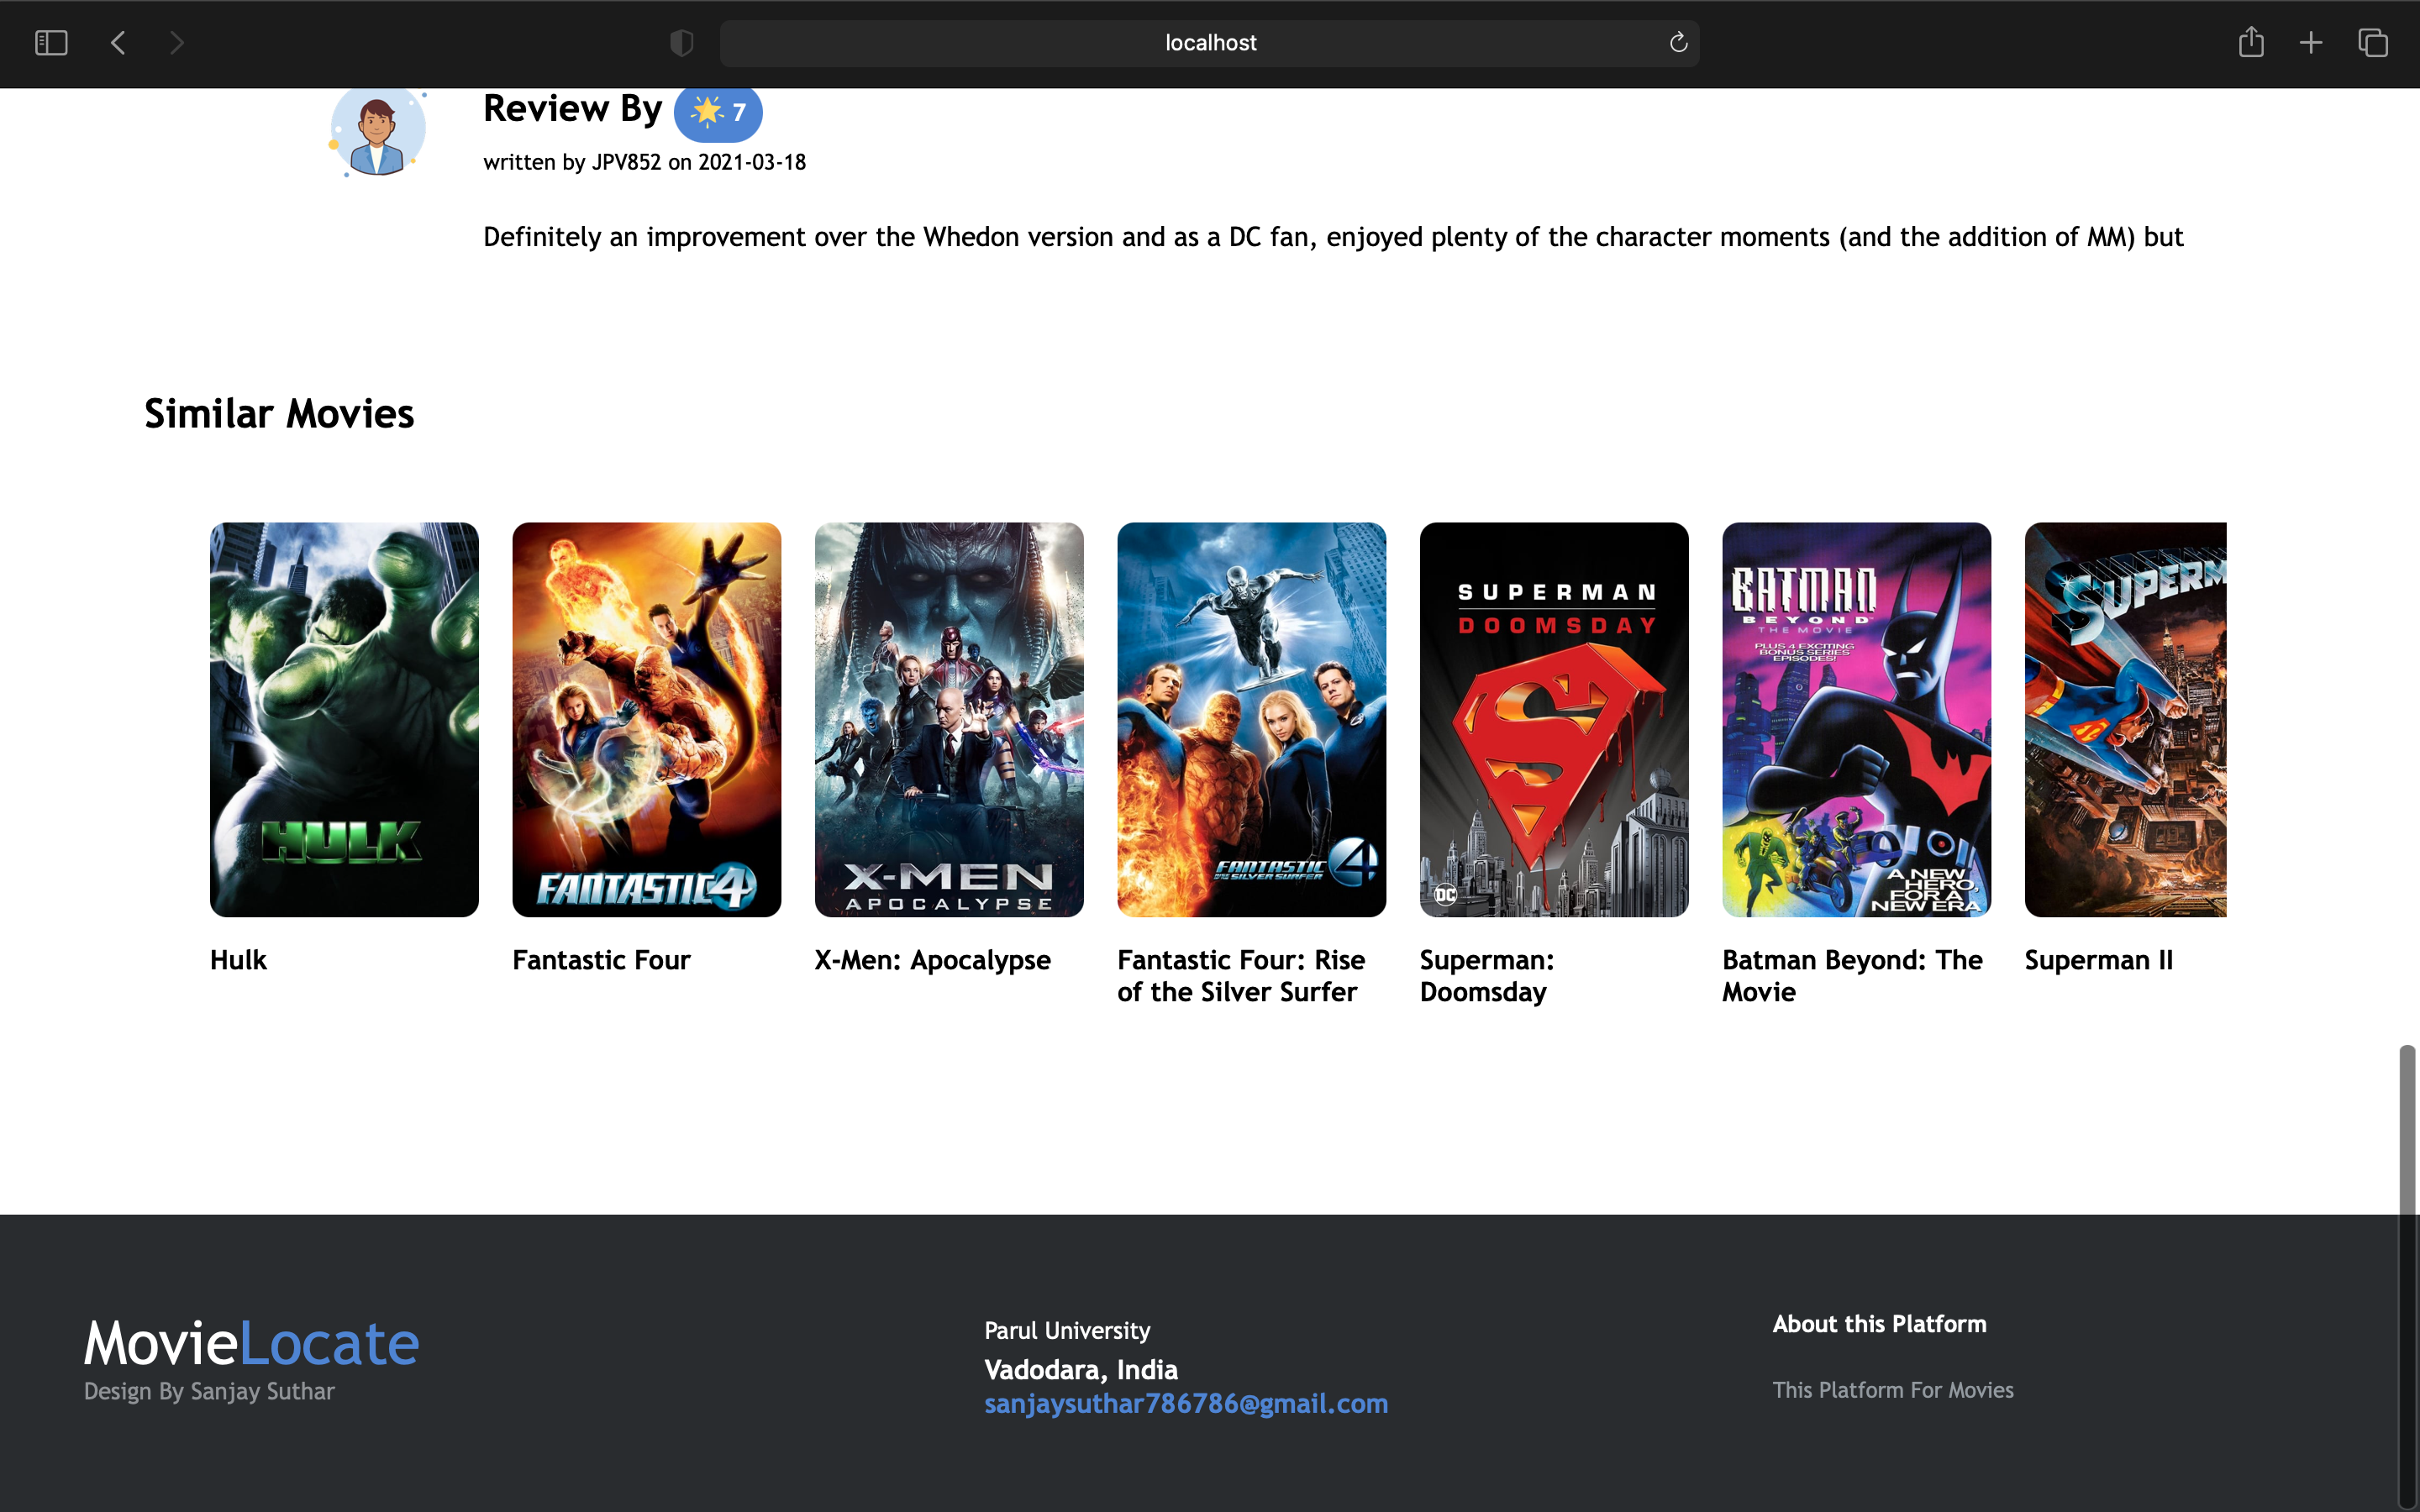 localhost
Review By 🌟 7
written by JPV852 on 2021-03-18
Definitely an improvement over the Whedon version and as a DC fan, enjoyed plenty of the character moments (and the addition of MM) but
Similar Movies
HULK
FANTASTIC 4
X-MEN
APOCALYPSE
FANTASTIC 4
RISE OF THE SILVER SURFER
SUPERMAN
DOOMSDAY
DC
BATMAN
BEYOND
THE MOVIE
PLUS 4 EXCITING
BONUS SERIES
EPISODES!
A NEW
HERO,
FOR A
NEW ERA
SUPERM
Hulk
Fantastic Four
X-Men: Apocalypse
Fantastic Four: Rise
of the Silver Surfer
Superman:
Doomsday
Batman Beyond: The
Movie
Superman II
MovieLocate
Design By Sanjay Suthar
Parul University
Vadodara, India
sanjaysuthar786786@gmail.com
About this Platform
This Platform For Movies